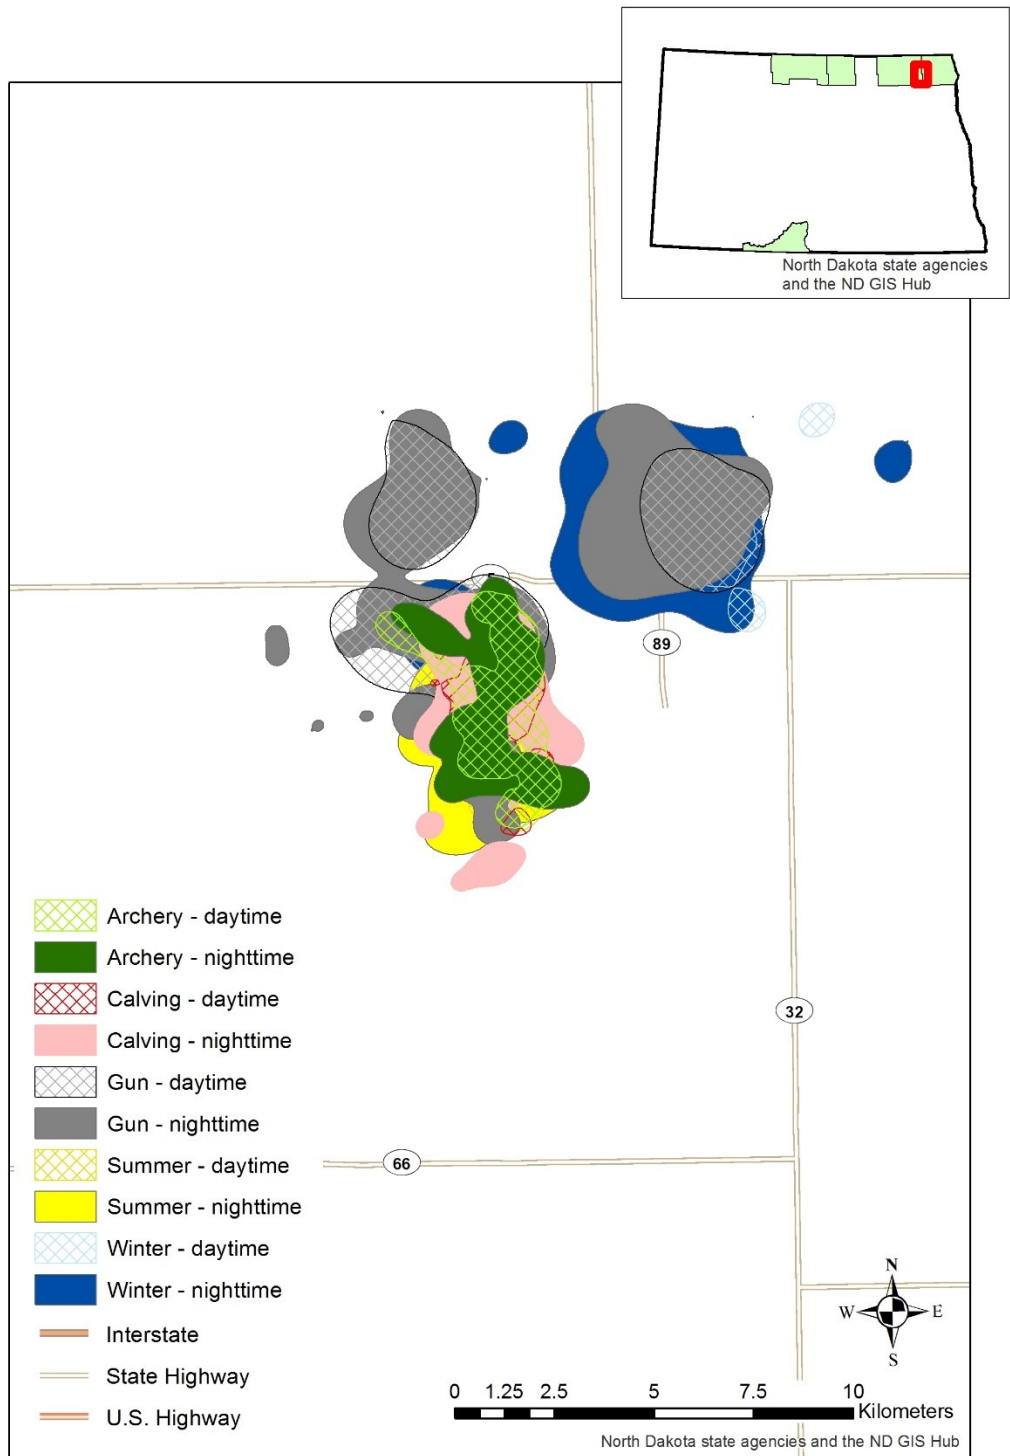 North Dakota state agencies
and the ND GIS Hub
89
32
66
Archery - daytime
Archery - nighttime
Calving - daytime
Calving - nighttime
Gun - daytime
Gun - nighttime
Summer - daytime
Summer - nighttime
Winter - daytime
Winter - nighttime
Interstate
State Highway
U.S. Highway
N
W E
S
0 1.25 2.5 5 7.5 10
Kilometers
North Dakota state agencies and the ND GIS Hub